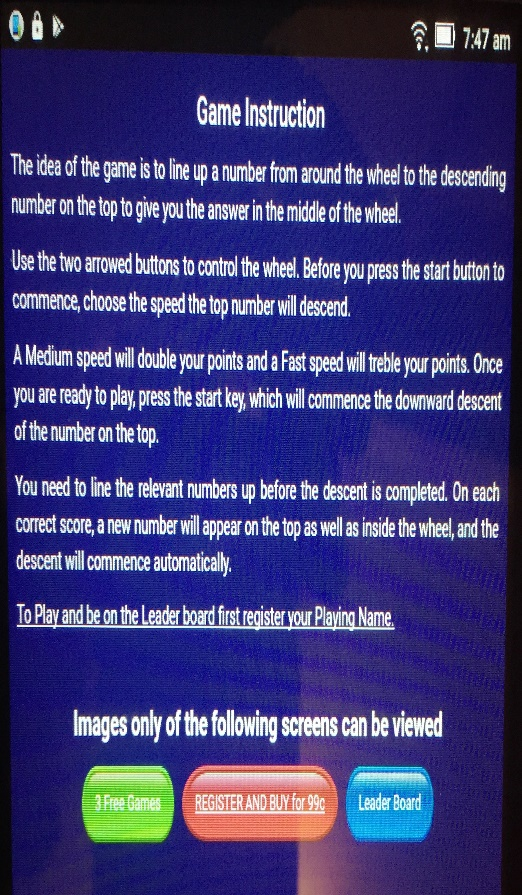 7:47 am
Game Instruction
The idea of the game is to line up a number from around the wheel to the descending
number on the top to give you the answer in the middle of the wheel.
Use the two arrowed buttons to control the wheel. Before you press the start button to
commence, choose the speed the top number will descend.
A Medium speed will double your points and a Fast speed will treble your points. Once
you are ready to play, press the start key, which will commence the downward descent
of the number on the top.
You need to line the relevant numbers up before the descent is completed. On each
correct score, a new number will appear on the top as well as inside the wheel, and the
descent will commence automatically.
To Play and be on the Leader board first register your Playing Name.
Images only of the following screens can be viewed
3 Free Games REGISTER AND BUY for 99c Leader Board